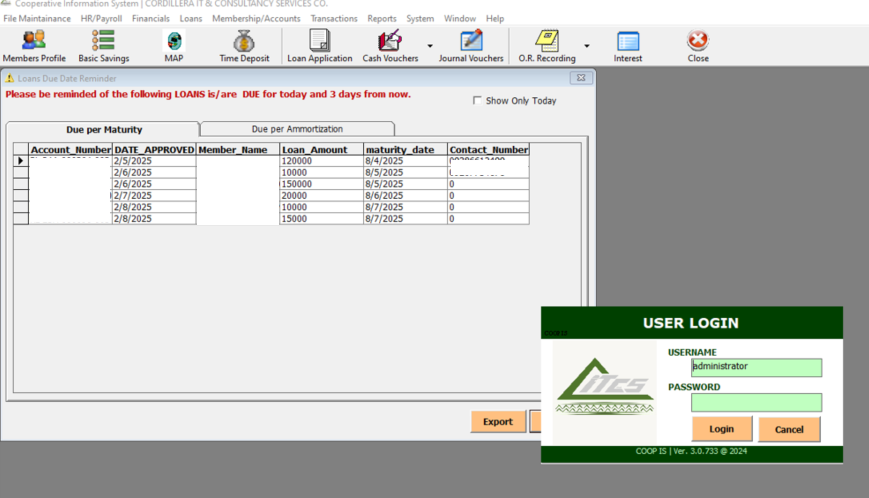 Cooperative Information System | CORDILLERA IT & CONSULTANCY SERVICES CO.
File Maintainance HR/Payroll Financials Loans Membership/Accounts Transactions Reports System Window Help
Members Profile Basic Savings MAP Time Deposit Loan Application Cash Vouchers Journal Vouchers O.R. Recording Interest Close
Loans Due Date Reminder
Please be reminded of the following LOANS is/are DUE for today and 3 days from now.
Show Only Today
Due per Maturity Due per Ammortization
Account_Number DATE_APPROVED Member_Name Loan_Amount maturity_date Contact_Number
2/5/2025 120000 8/4/2025
2/6/2025 10000 8/5/2025
2/6/2025 150000 8/5/2025 0
2/7/2025 20000 8/6/2025 0
2/8/2025 10000 8/7/2025 0
2/8/2025 15000 8/7/2025 0
Export
USER LOGIN
COOP IS
CITCS
USERNAME
administrator
PASSWORD
Login Cancel
COOP IS | Ver. 3.0.733 @ 2024